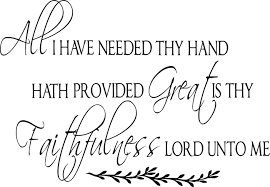 All I HAVE NEEDED THY HAND
HATH PROVIDED Great IS THY
Faithfulness LORD UNTO ME